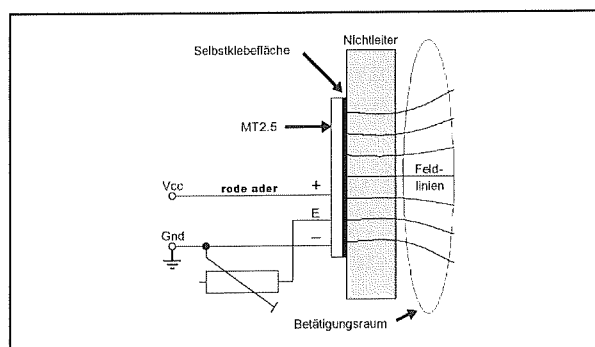 Nichtleiter
Selbstklebefläche
MT2.5
Feld-
linien
Vcc
rode ader
+
E
Gnd
−
Betätigungsraum